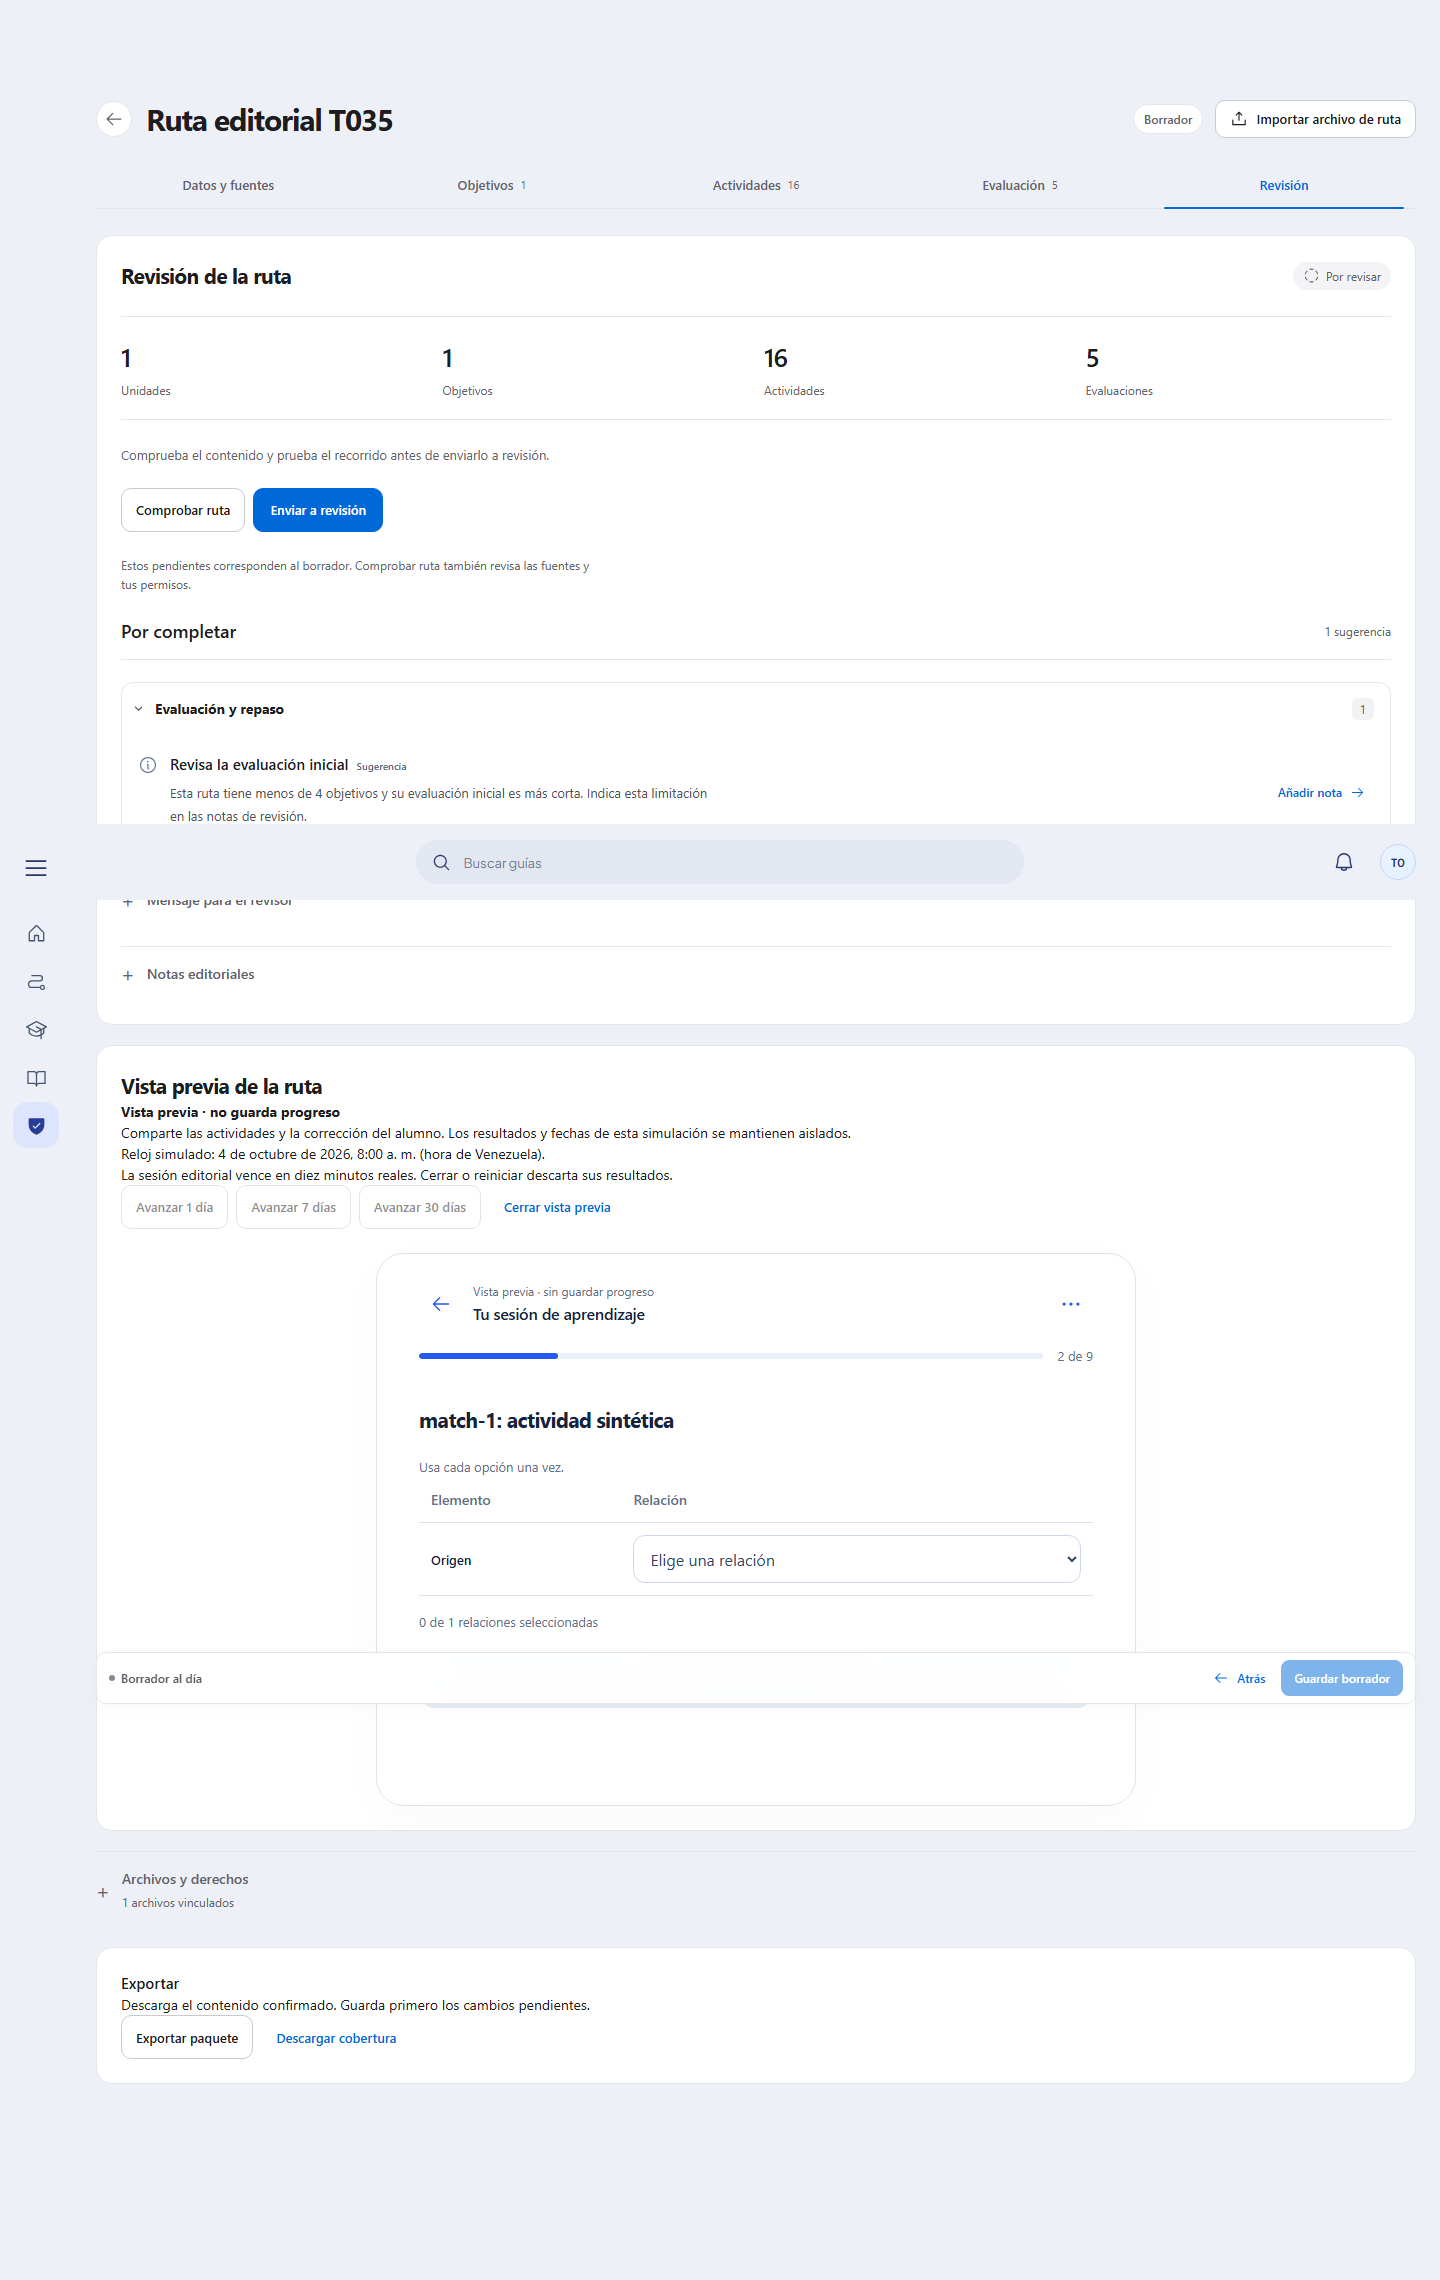 Ruta editorial T035
Borrador
Importar archivo de ruta
Datos y fuentes
Objetivos 1
Actividades 16
Evaluación 5
Revisión
Revisión de la ruta
Por revisar
1
Unidades
1
Objetivos
16
Actividades
5
Evaluaciones
Comprueba el contenido y prueba el recorrido antes de enviarlo a revisión.
Comprobar ruta
Enviar a revisión
Estos pendientes corresponden al borrador. Comprobar ruta también revisa las fuentes y
tus permisos.
Por completar
1 sugerencia
Evaluación y repaso
1
Revisa la evaluación inicial Sugerencia
Esta ruta tiene menos de 4 objetivos y su evaluación inicial es más corta. Indica esta limitación
en las notas de revisión.
Añadir nota
Buscar guías
TO
Mensaje para el revisor
Notas editoriales
Vista previa de la ruta
Vista previa · no guarda progreso
Comparte las actividades y la corrección del alumno. Los resultados y fechas de esta simulación se mantienen aislados.
Reloj simulado: 4 de octubre de 2026, 8:00 a. m. (hora de Venezuela).
La sesión editorial vence en diez minutos reales. Cerrar o reiniciar descarta sus resultados.
Avanzar 1 día
Avanzar 7 días
Avanzar 30 días
Cerrar vista previa
Vista previa · sin guardar progreso
Tu sesión de aprendizaje
2 de 9
match-1: actividad sintética
Usa cada opción una vez.
Elemento
Relación
Origen
Elige una relación
0 de 1 relaciones seleccionadas
Borrador al día
Atrás
Guardar borrador
Archivos y derechos
1 archivos vinculados
Exportar
Descarga el contenido confirmado. Guarda primero los cambios pendientes.
Exportar paquete
Descargar cobertura